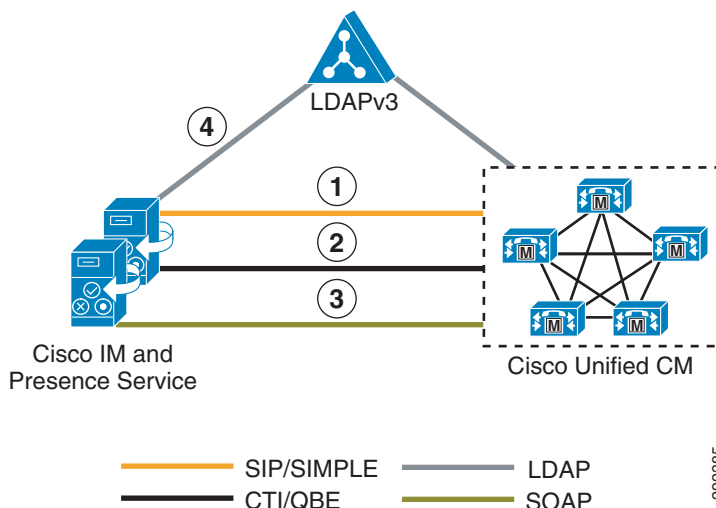 LDAPv3
4
1
2
3
M
M
M
M
M
Cisco IM and
Presence Service
Cisco Unified CM
SIP/SIMPLE
LDAP
CTI/QBE
SOAP